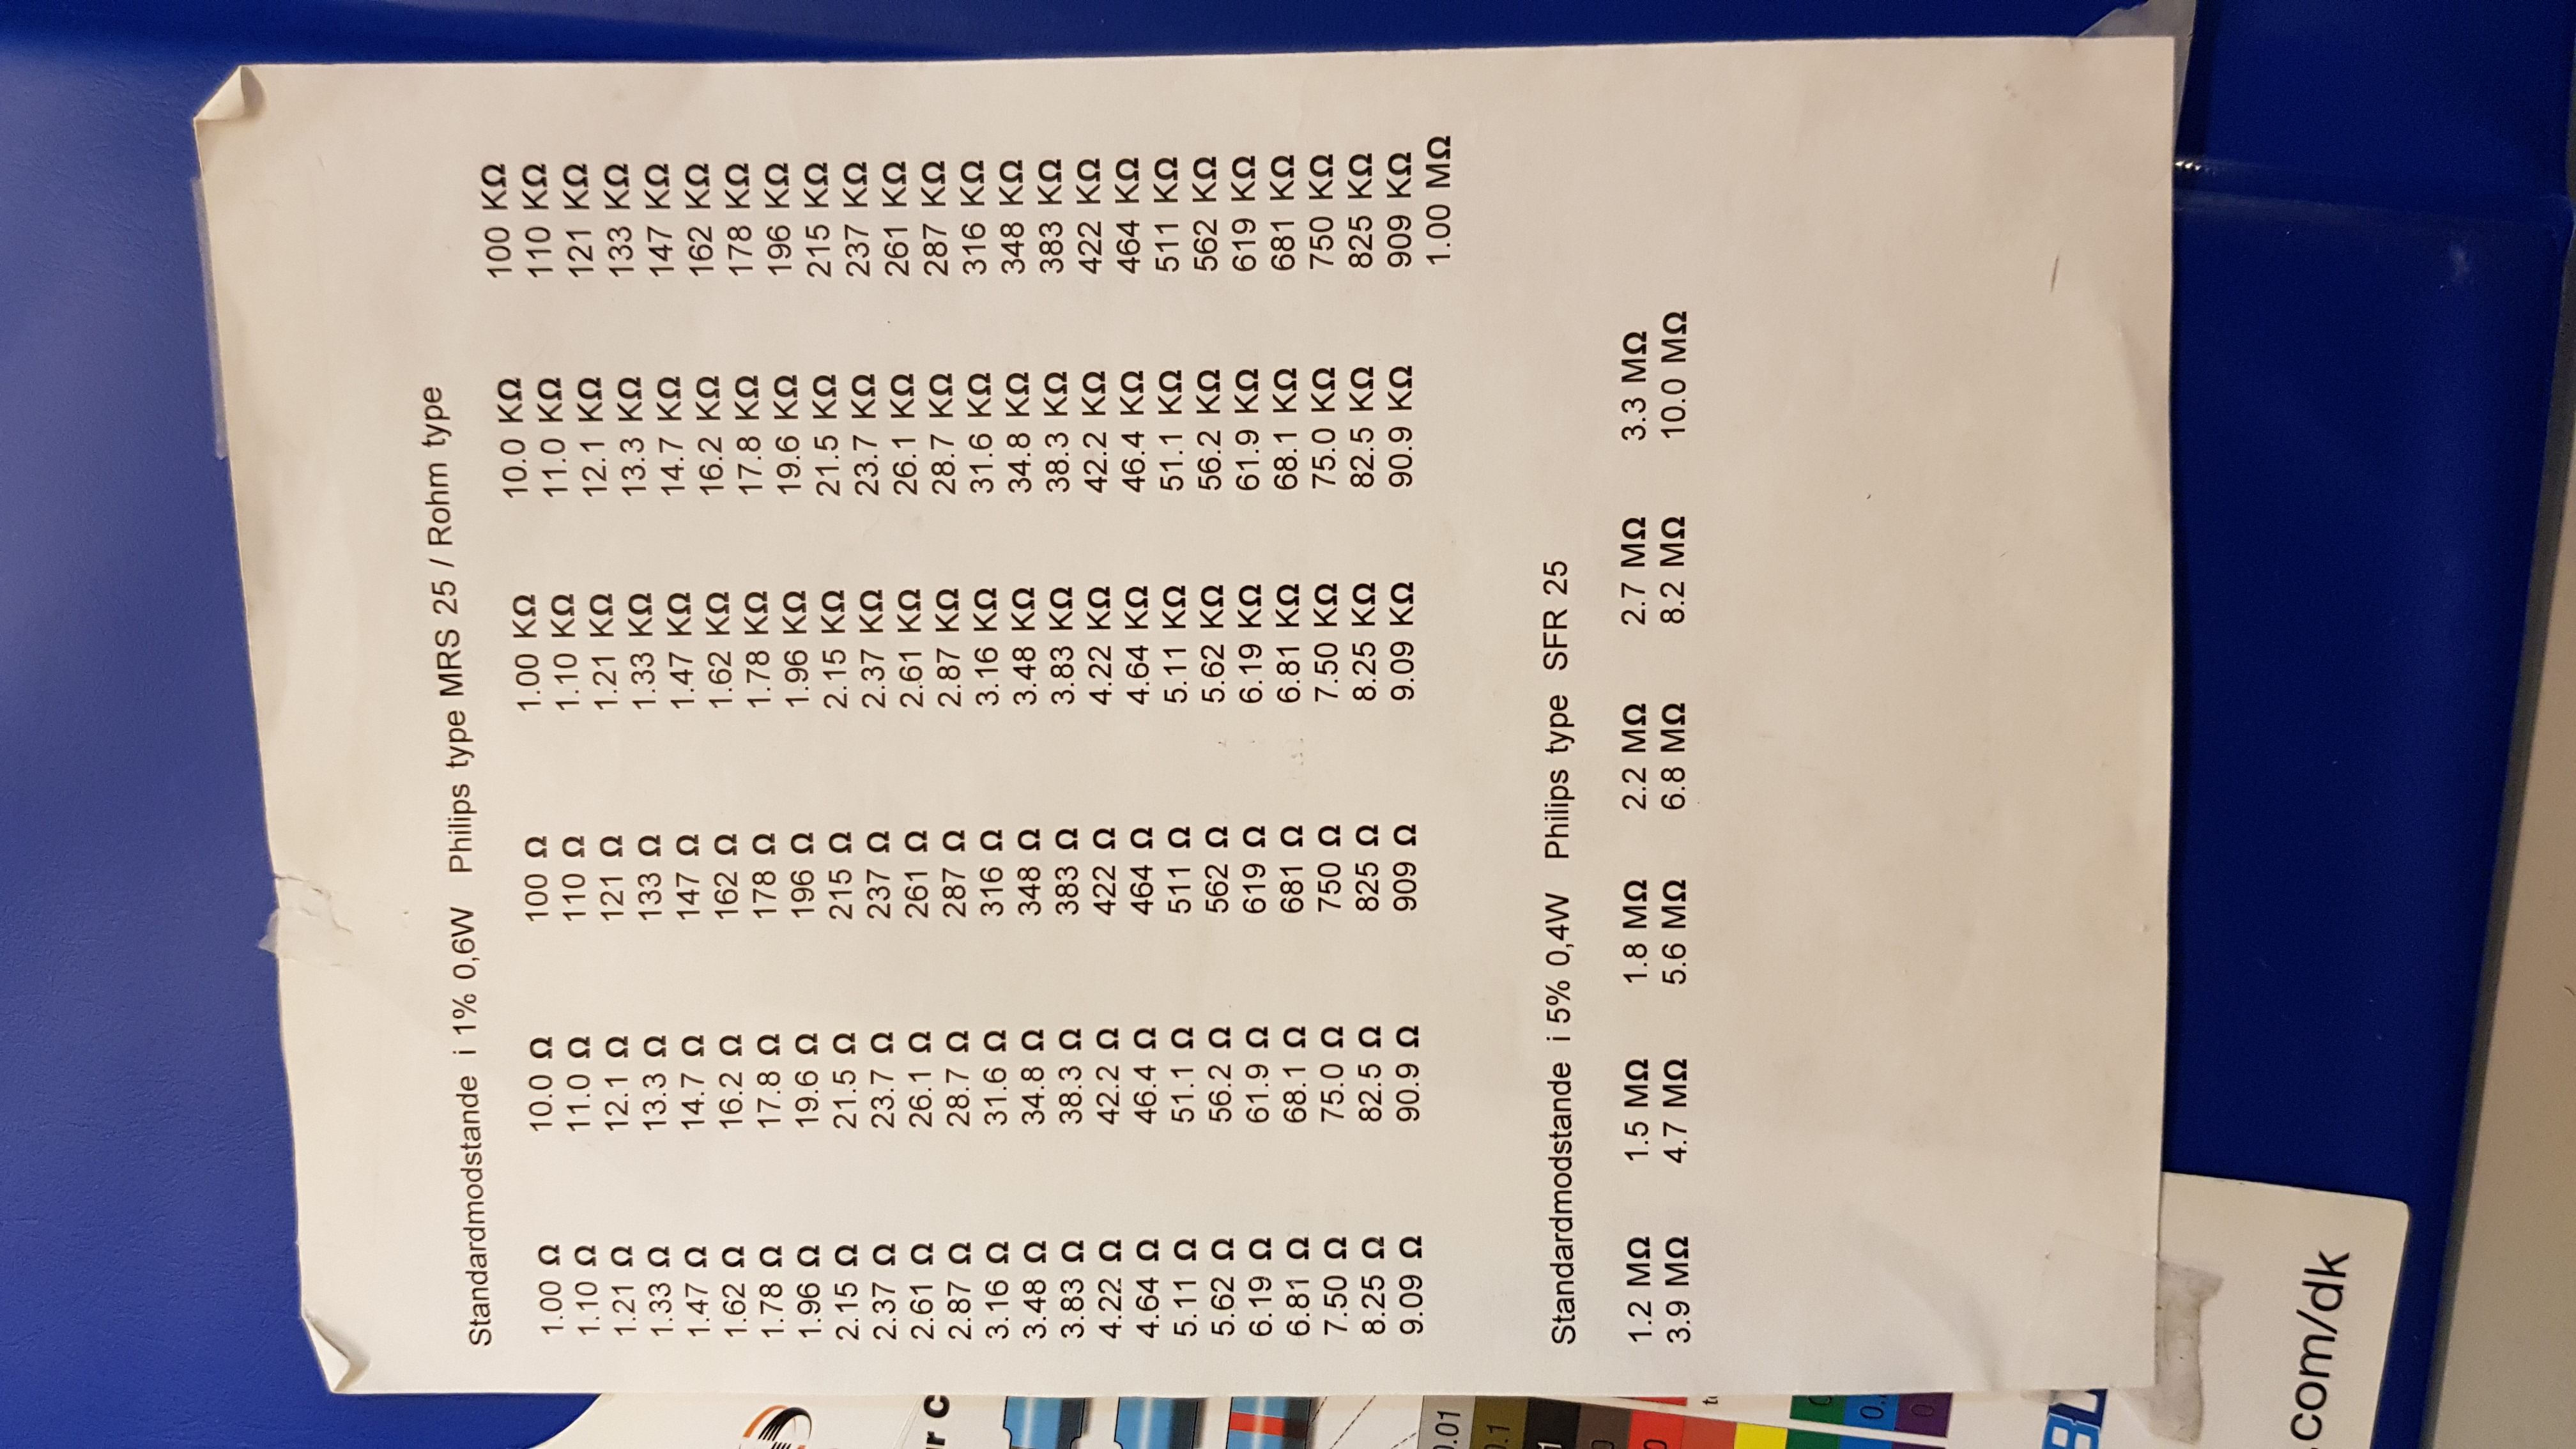 Standardmodstande i 1% 0,6W Philips type MRS 25 / Rohm type
1.00 Ω 10.0 Ω 100 Ω 1.00 KΩ 10.0 KΩ 100 KΩ
1.10 Ω 11.0 Ω 110 Ω 1.10 KΩ 11.0 KΩ 110 KΩ
1.21 Ω 12.1 Ω 121 Ω 1.21 KΩ 12.1 KΩ 121 KΩ
1.33 Ω 13.3 Ω 133 Ω 1.33 KΩ 13.3 KΩ 133 KΩ
1.47 Ω 14.7 Ω 147 Ω 1.47 KΩ 14.7 KΩ 147 KΩ
1.62 Ω 16.2 Ω 162 Ω 1.62 KΩ 16.2 KΩ 162 KΩ
1.78 Ω 17.8 Ω 178 Ω 1.78 KΩ 17.8 KΩ 178 KΩ
1.96 Ω 19.6 Ω 196 Ω 1.96 KΩ 19.6 KΩ 196 KΩ
2.15 Ω 21.5 Ω 215 Ω 2.15 KΩ 21.5 KΩ 215 KΩ
2.37 Ω 23.7 Ω 237 Ω 2.37 KΩ 23.7 KΩ 237 KΩ
2.61 Ω 26.1 Ω 261 Ω 2.61 KΩ 26.1 KΩ 261 KΩ
2.87 Ω 28.7 Ω 287 Ω 2.87 KΩ 28.7 KΩ 287 KΩ
3.16 Ω 31.6 Ω 316 Ω 3.16 KΩ 31.6 KΩ 316 KΩ
3.48 Ω 34.8 Ω 348 Ω 3.48 KΩ 34.8 KΩ 348 KΩ
3.83 Ω 38.3 Ω 383 Ω 3.83 KΩ 38.3 KΩ 383 KΩ
4.22 Ω 42.2 Ω 422 Ω 4.22 KΩ 42.2 KΩ 422 KΩ
4.64 Ω 46.4 Ω 464 Ω 4.64 KΩ 46.4 KΩ 464 KΩ
5.11 Ω 51.1 Ω 511 Ω 5.11 KΩ 51.1 KΩ 511 KΩ
5.62 Ω 56.2 Ω 562 Ω 5.62 KΩ 56.2 KΩ 562 KΩ
6.19 Ω 61.9 Ω 619 Ω 6.19 KΩ 61.9 KΩ 619 KΩ
6.81 Ω 68.1 Ω 681 Ω 6.81 KΩ 68.1 KΩ 681 KΩ
7.50 Ω 75.0 Ω 750 Ω 7.50 KΩ 75.0 KΩ 750 KΩ
8.25 Ω 82.5 Ω 825 Ω 8.25 KΩ 82.5 KΩ 825 KΩ
9.09 Ω 90.9 Ω 909 Ω 9.09 KΩ 90.9 KΩ 909 KΩ
1.00 MΩ
Standardmodstande i 5% 0,4W Philips type SFR 25
1.2 MΩ 1.5 MΩ 1.8 MΩ 2.2 MΩ 2.7 MΩ 3.3 MΩ
3.9 MΩ 4.7 MΩ 5.6 MΩ 6.8 MΩ 8.2 MΩ 10.0 MΩ
.com/dk